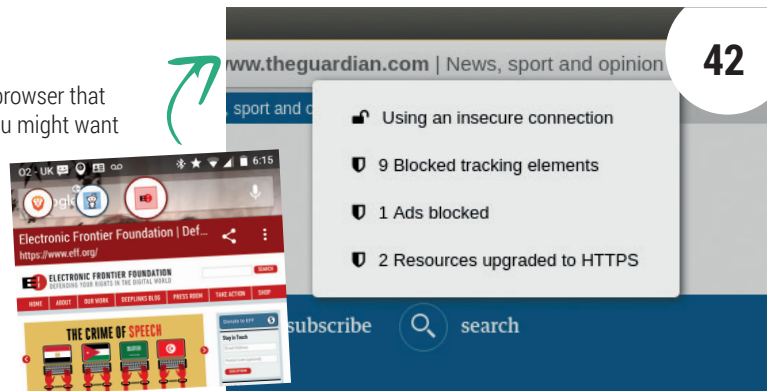 42
browser that
u might want
www.theguardian.com | News, sport and opinion
, sport and o
Using an insecure connection
9 Blocked tracking elements
1 Ads blocked
2 Resources upgraded to HTTPS
subscribe
search
02 - UK
6:15
Electronic Frontier Foundation | Def...
https://www.eff.org/
ELECTRONIC FRONTIER FOUNDATION
DEFENDING YOUR RIGHTS IN THE DIGITAL WORLD
SEARCH
HOME ABOUT OUR WORK DEEPLINKS BLOG PRESS ROOM TAKE ACTION SHOP
THE CRIME OF SPEECH
Donate to EFF
Stay in Touch